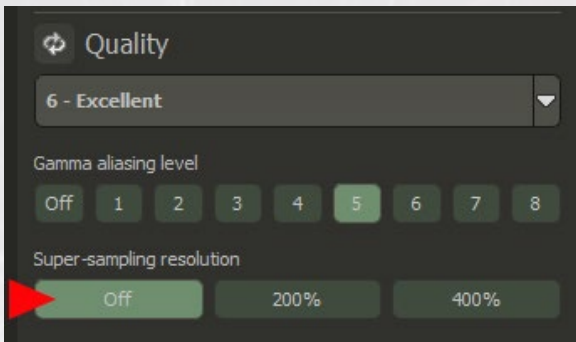 Quality
6 - Excellent
Gamma aliasing level
Off 1 2 3 4 5 6 7 8
Super-sampling resolution
Off 200% 400%